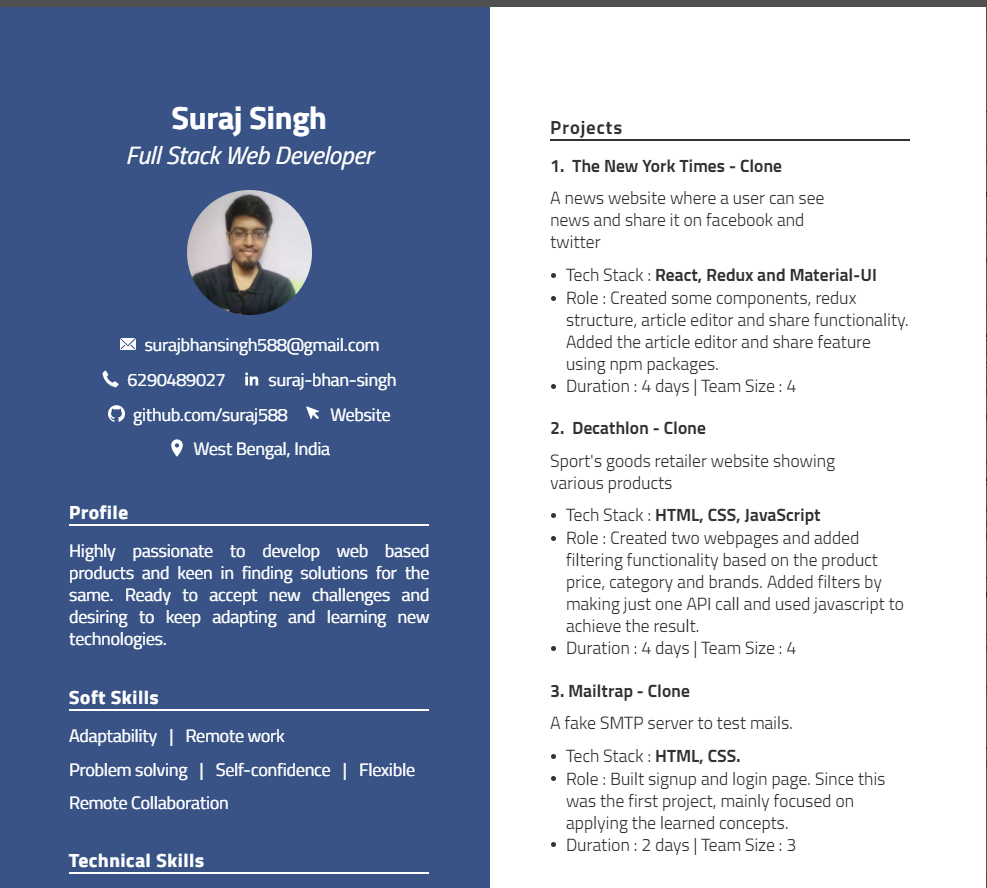 Suraj Singh
Full Stack Web Developer
surajbhansingh588@gmail.com
6290489027 suraj-bhan-singh
github.com/suraj588 Website
West Bengal, India
Profile
Highly passionate to develop web based
products and keen in finding solutions for the
same. Ready to accept new challenges and
desiring to keep adapting and learning new
technologies.
Soft Skills
Adaptability | Remote work
Problem solving | Self-confidence | Flexible
Remote Collaboration
Technical Skills
Projects
1. The New York Times - Clone
A news website where a user can see
news and share it on facebook and
twitter
• Tech Stack : React, Redux and Material-UI
• Role : Created some components, redux
structure, article editor and share functionality.
Added the article editor and share feature
using npm packages.
• Duration : 4 days | Team Size : 4
2. Decathlon - Clone
Sport's goods retailer website showing
various products
• Tech Stack : HTML, CSS, JavaScript
• Role : Created two webpages and added
filtering functionality based on the product
price, category and brands. Added filters by
making just one API call and used javascript to
achieve the result.
• Duration : 4 days | Team Size : 4
3. Mailtrap - Clone
A fake SMTP server to test mails.
• Tech Stack : HTML, CSS.
• Role : Built signup and login page. Since this
was the first project, mainly focused on
applying the learned concepts.
• Duration : 2 days | Team Size : 3